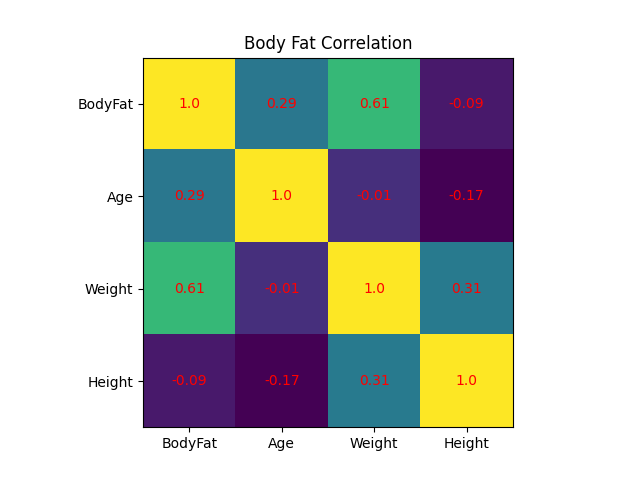 Body Fat Correlation
BodyFat 1.0 0.29 0.61 -0.09
Age 0.29 1.0 -0.01 -0.17
Weight 0.61 -0.01 1.0 0.31
Height -0.09 -0.17 0.31 1.0
BodyFat Age Weight Height